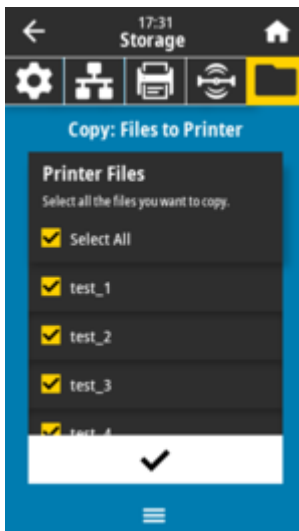 17:31
Storage
Copy: Files to Printer
Printer Files
Select all the files you want to copy.
Select All
test_1
test_2
test_3
test_4